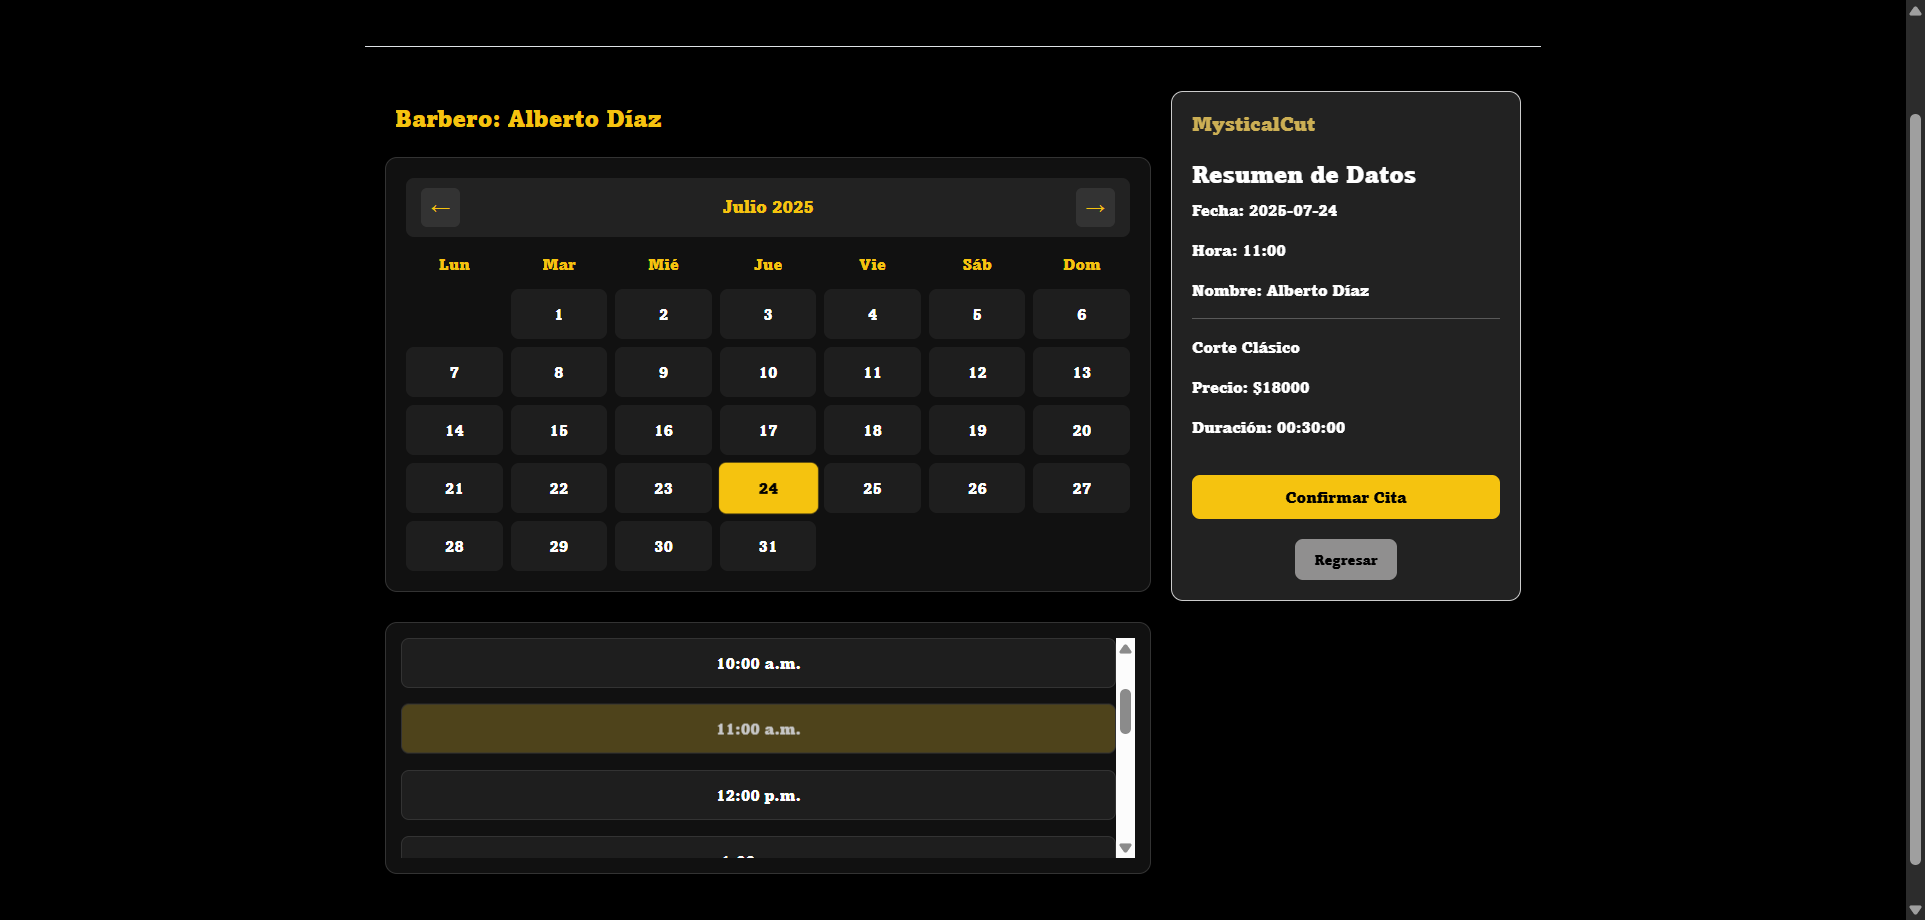 Barbero: Alberto Díaz
←
Julio 2025
→
Lun Mar Mié Jue Vie Sáb Dom
1 2 3 4 5 6
7 8 9 10 11 12 13
14 15 16 17 18 19 20
21 22 23 24 25 26 27
28 29 30 31
10:00 a.m.
11:00 a.m.
12:00 p.m.
MysticalCut
Resumen de Datos
Fecha: 2025-07-24
Hora: 11:00
Nombre: Alberto Díaz
Corte Clásico
Precio: $18000
Duración: 00:30:00
Confirmar Cita
Regresar